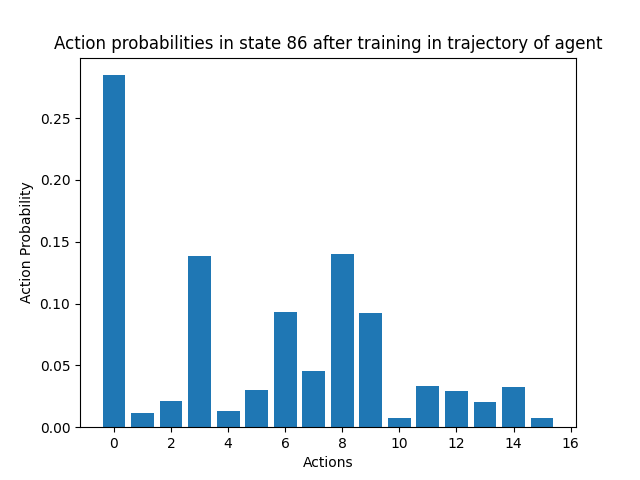 Action probabilities in state 86 after training in trajectory of agent
Action Probability
0.25
0.20
0.15
0.10
0.05
0.00
0 2 4 6 8 10 12 14 16
Actions